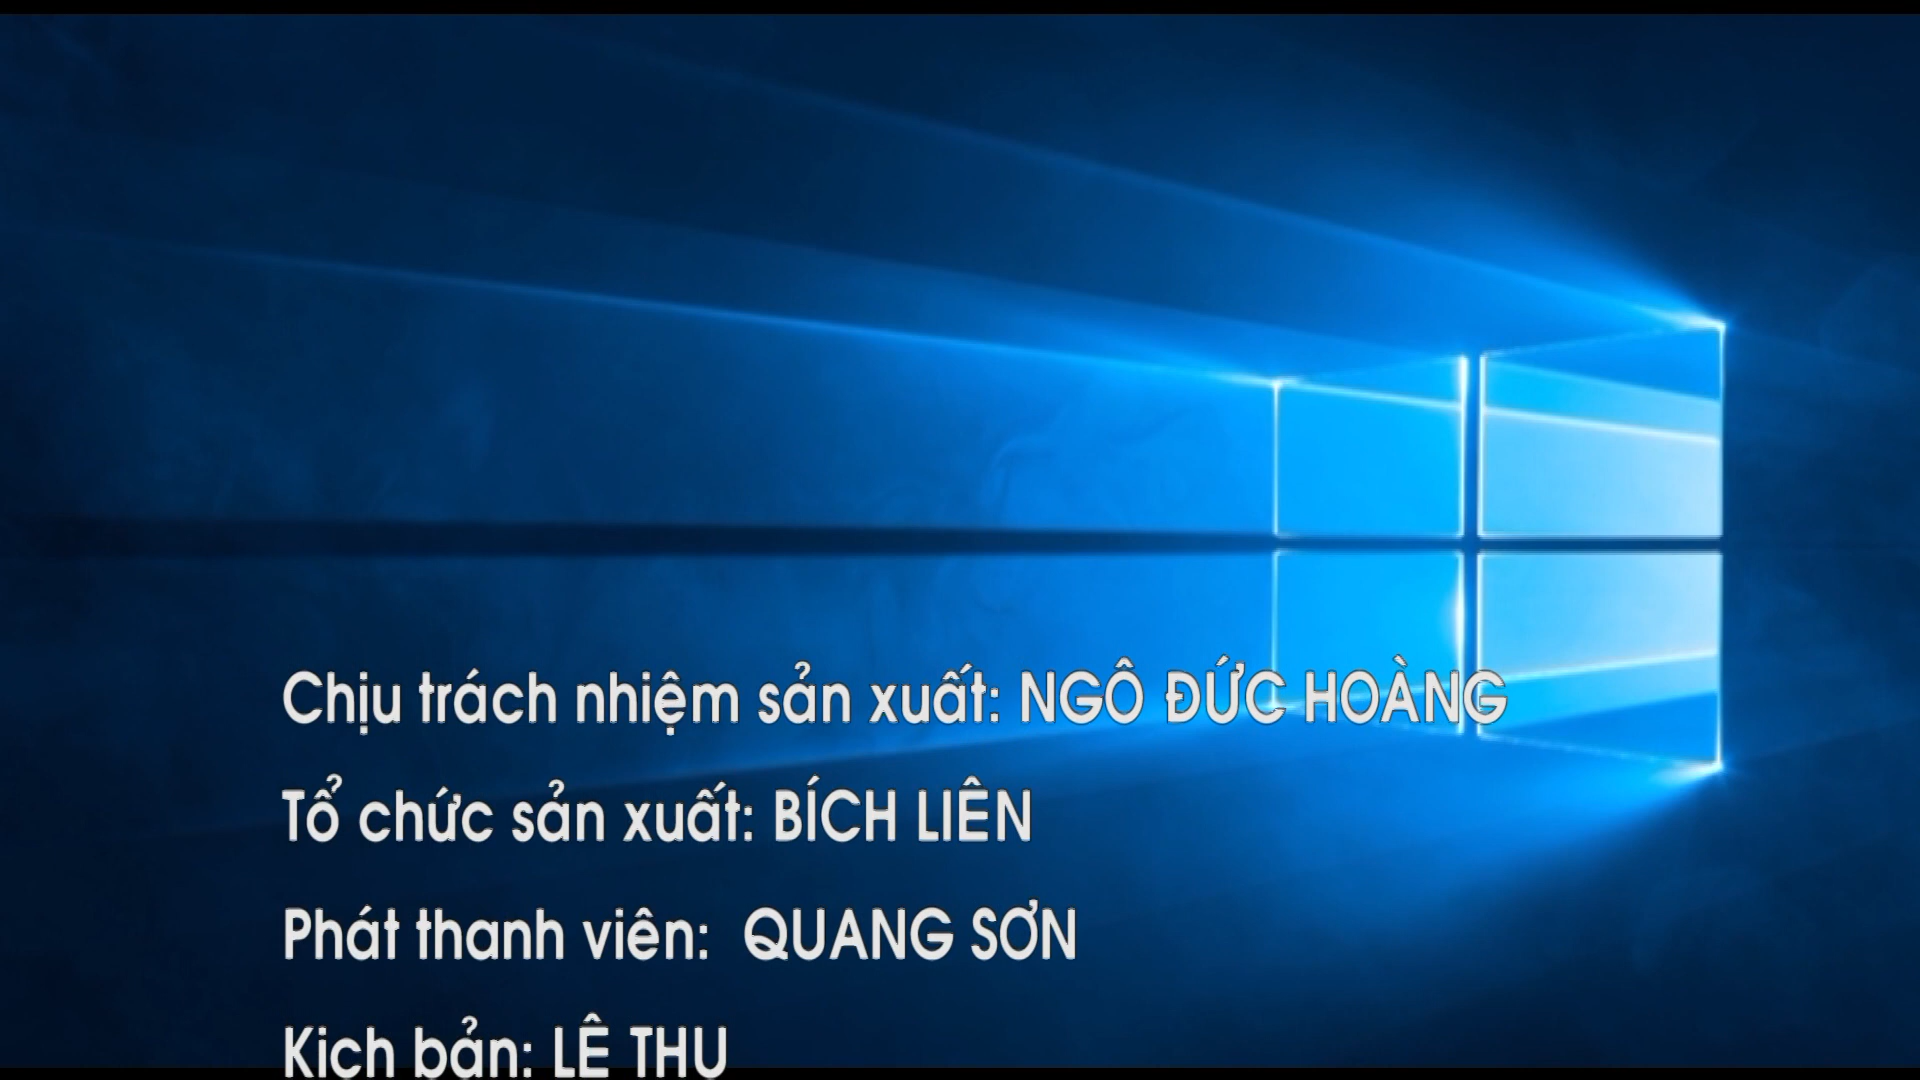 Chịu trách nhiệm sản xuất: NGÔ ĐỨC HOÀNG
Tổ chức sản xuất: BÍCH LIÊN
Phát thanh viên: QUANG SƠN
Kich bản: LÊ THU